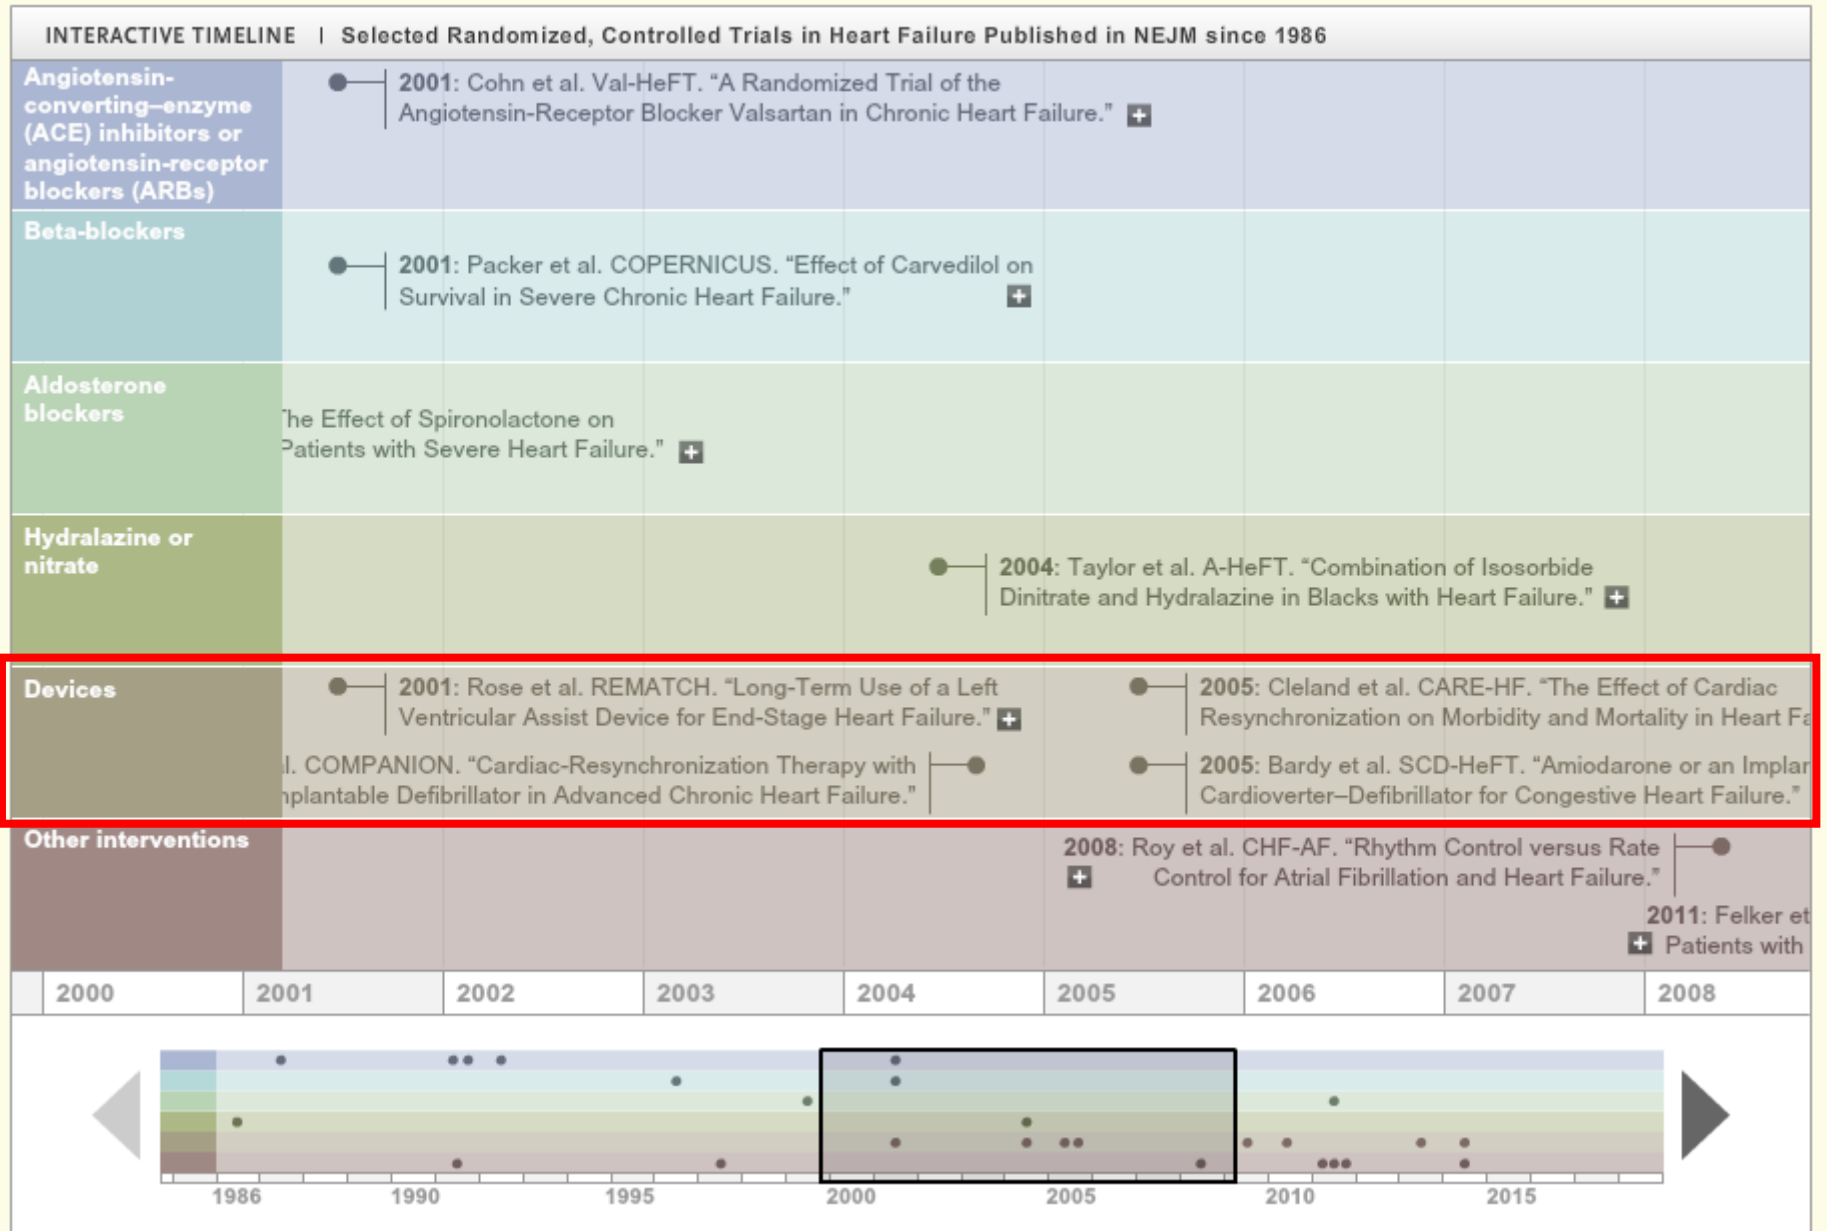 INTERACTIVE TIMELINE | Selected Randomized, Controlled Trials in Heart Failure Published in NEJM since 1986
Angiotensin-
converting–enzyme
(ACE) inhibitors or
angiotensin-receptor
blockers (ARBs)
2001: Cohn et al. Val-HeFT. “A Randomized Trial of the
Angiotensin-Receptor Blocker Valsartan in Chronic Heart Failure.”
Beta-blockers
2001: Packer et al. COPERNICUS. “Effect of Carvedilol on
Survival in Severe Chronic Heart Failure.”
Aldosterone
blockers
The Effect of Spironolactone on
Patients with Severe Heart Failure.”
Hydralazine or
nitrate
2004: Taylor et al. A-HeFT. “Combination of Isosorbide
Dinitrate and Hydralazine in Blacks with Heart Failure.”
Devices
2001: Rose et al. REMATCH. “Long-Term Use of a Left
Ventricular Assist Device for End-Stage Heart Failure.”
2005: Cleland et al. CARE-HF. “The Effect of Cardiac
Resynchronization on Morbidity and Mortality in Heart Fa
l. COMPANION. “Cardiac-Resynchronization Therapy with
nplantable Defibrillator in Advanced Chronic Heart Failure.”
2005: Bardy et al. SCD-HeFT. “Amiodarone or an Implan
Cardioverter–Defibrillator for Congestive Heart Failure.”
Other interventions
2008: Roy et al. CHF-AF. “Rhythm Control versus Rate
Control for Atrial Fibrillation and Heart Failure.”
2011: Felker et
Patients with
2000 2001 2002 2003 2004 2005 2006 2007 2008
1986 1990 1995 2000 2005 2010 2015